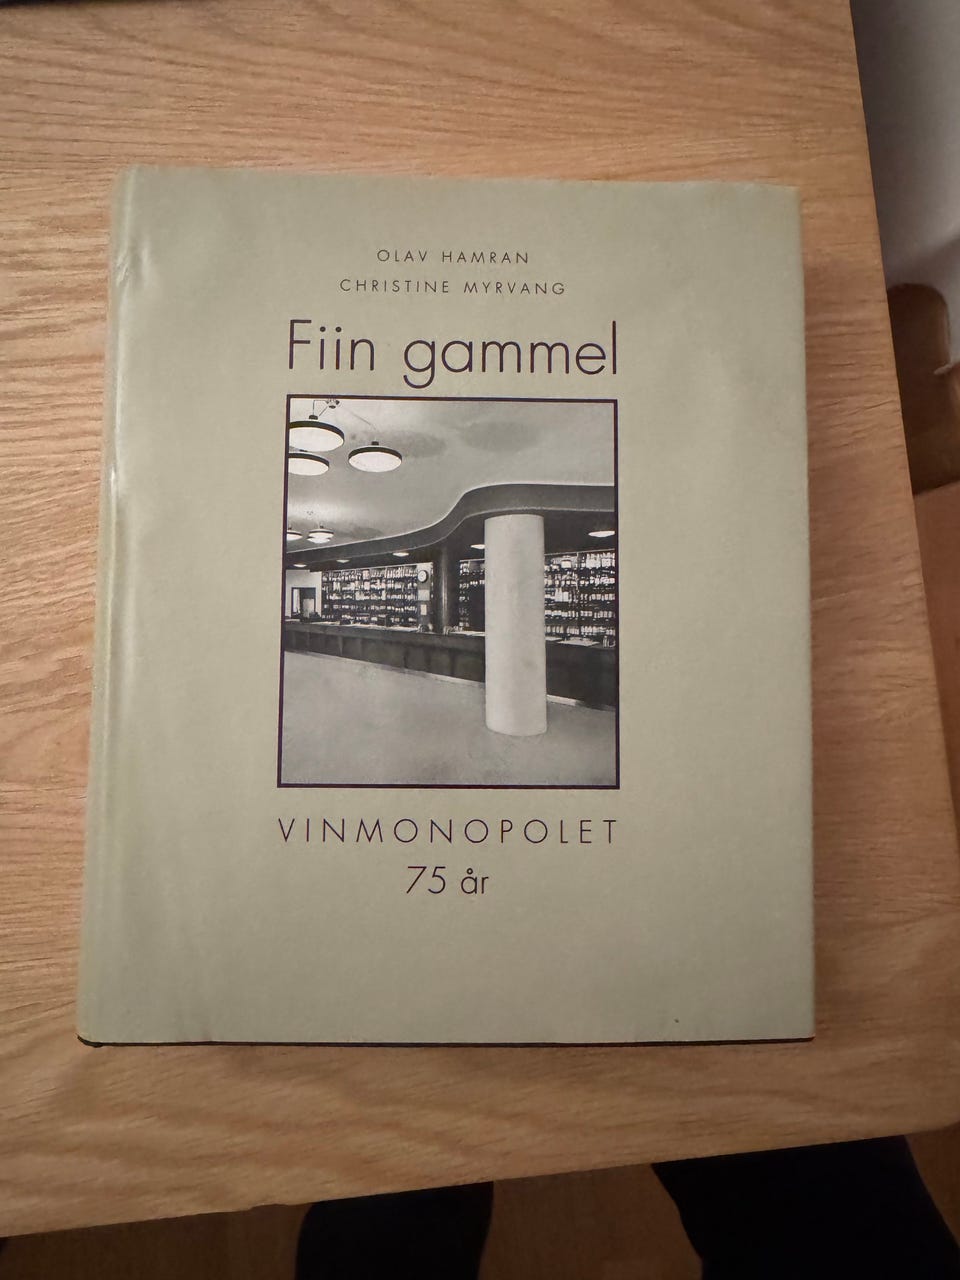 OLAV HAMRAN
CHRISTINE MYRVANG
Fiin gammel
VINMONOPOLET
75 år